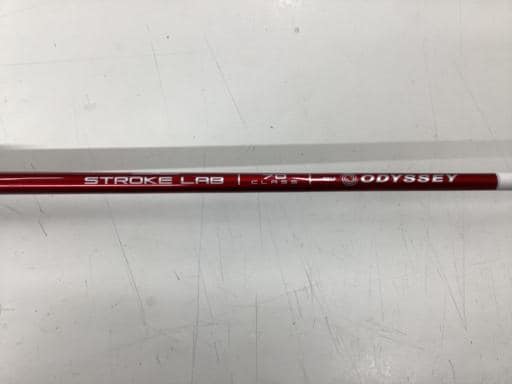 STROKE LAB 70 CLASS ODYSSEY